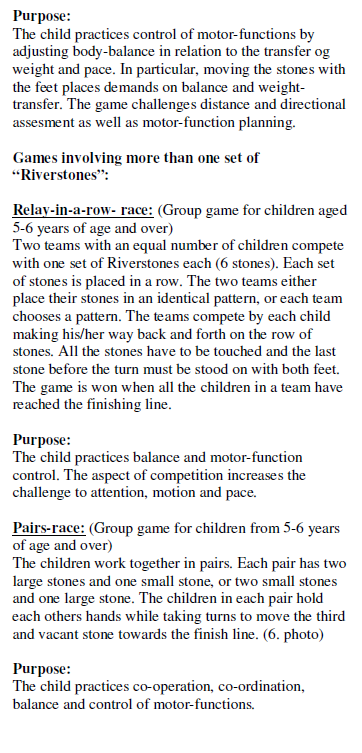 Purpose:
The child practices control of motor-functions by
adjusting body-balance in relation to the transfer og
weight and pace. In particular, moving the stones with
the feet places demands on balance and weight-
transfer. The game challenges distance and directional
assesment as well as motor-function planning.
Games involving more than one set of
“Riverstones”:
Relay-in-a-row- race: (Group game for children aged
5-6 years of age and over)
Two teams with an equal number of children compete
with one set of Riverstones each (6 stones). Each set
of stones is placed in a row. The two teams either
place their stones in an identical pattern, or each team
chooses a pattern. The teams compete by each child
making his/her way back and forth on the row of
stones. All the stones have to be touched and the last
stone before the turn must be stood on with both feet.
The game is won when all the children in a team have
reached the finishing line.
Purpose:
The child practices balance and motor-function
control. The aspect of competition increases the
challenge to attention, motion and pace.
Pairs-race: (Group game for children from 5-6 years
of age and over)
The children work together in pairs. Each pair has two
large stones and one small stone, or two small stones
and one large stone. The children in each pair hold
each others hands while taking turns to move the third
and vacant stone towards the finish line. (6. photo)
Purpose:
The child practices co-operation, co-ordination,
balance and control of motor-functions.